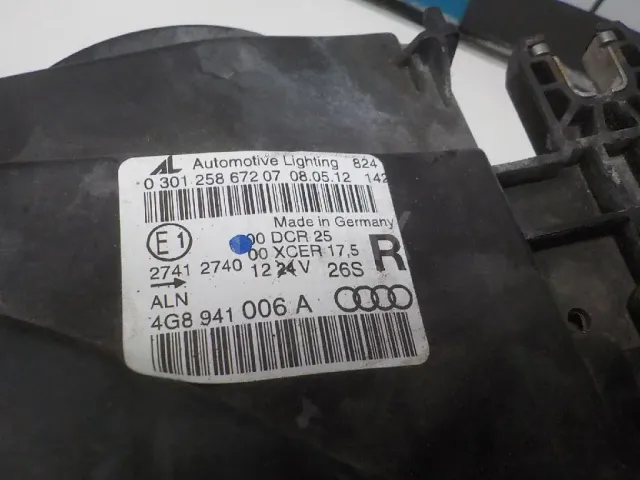 AL Automotive Lighting 824
0 301 258 672 07 08.05.12 142
Made in Germany
E1 00 DCR 25
00 XCER 17,5 R
2741 2740 12 24V 26S
→ ALN
4G8 941 006 A